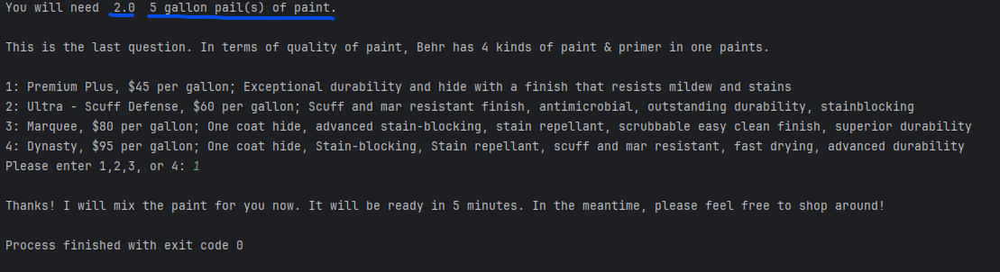 You will need  2.0  5 gallon pail(s) of paint.
This is the last question. In terms of quality of paint, Behr has 4 kinds of paint & primer in one paints.
1: Premium Plus, $45 per gallon; Exceptional durability and hide with a finish that resists mildew and stains
2: Ultra - Scuff Defense, $60 per gallon; Scuff and mar resistant finish, antimicrobial, outstanding durability, stainblocking
3: Marquee, $80 per gallon; One coat hide, advanced stain-blocking, stain repellant, scrubbable easy clean finish, superior durability
4: Dynasty, $95 per gallon; One coat hide, Stain-blocking, Stain repellant, scuff and mar resistant, fast drying, advanced durability
Please enter 1,2,3, or 4: 1
Thanks! I will mix the paint for you now. It will be ready in 5 minutes. In the meantime, please feel free to shop around!
Process finished with exit code 0